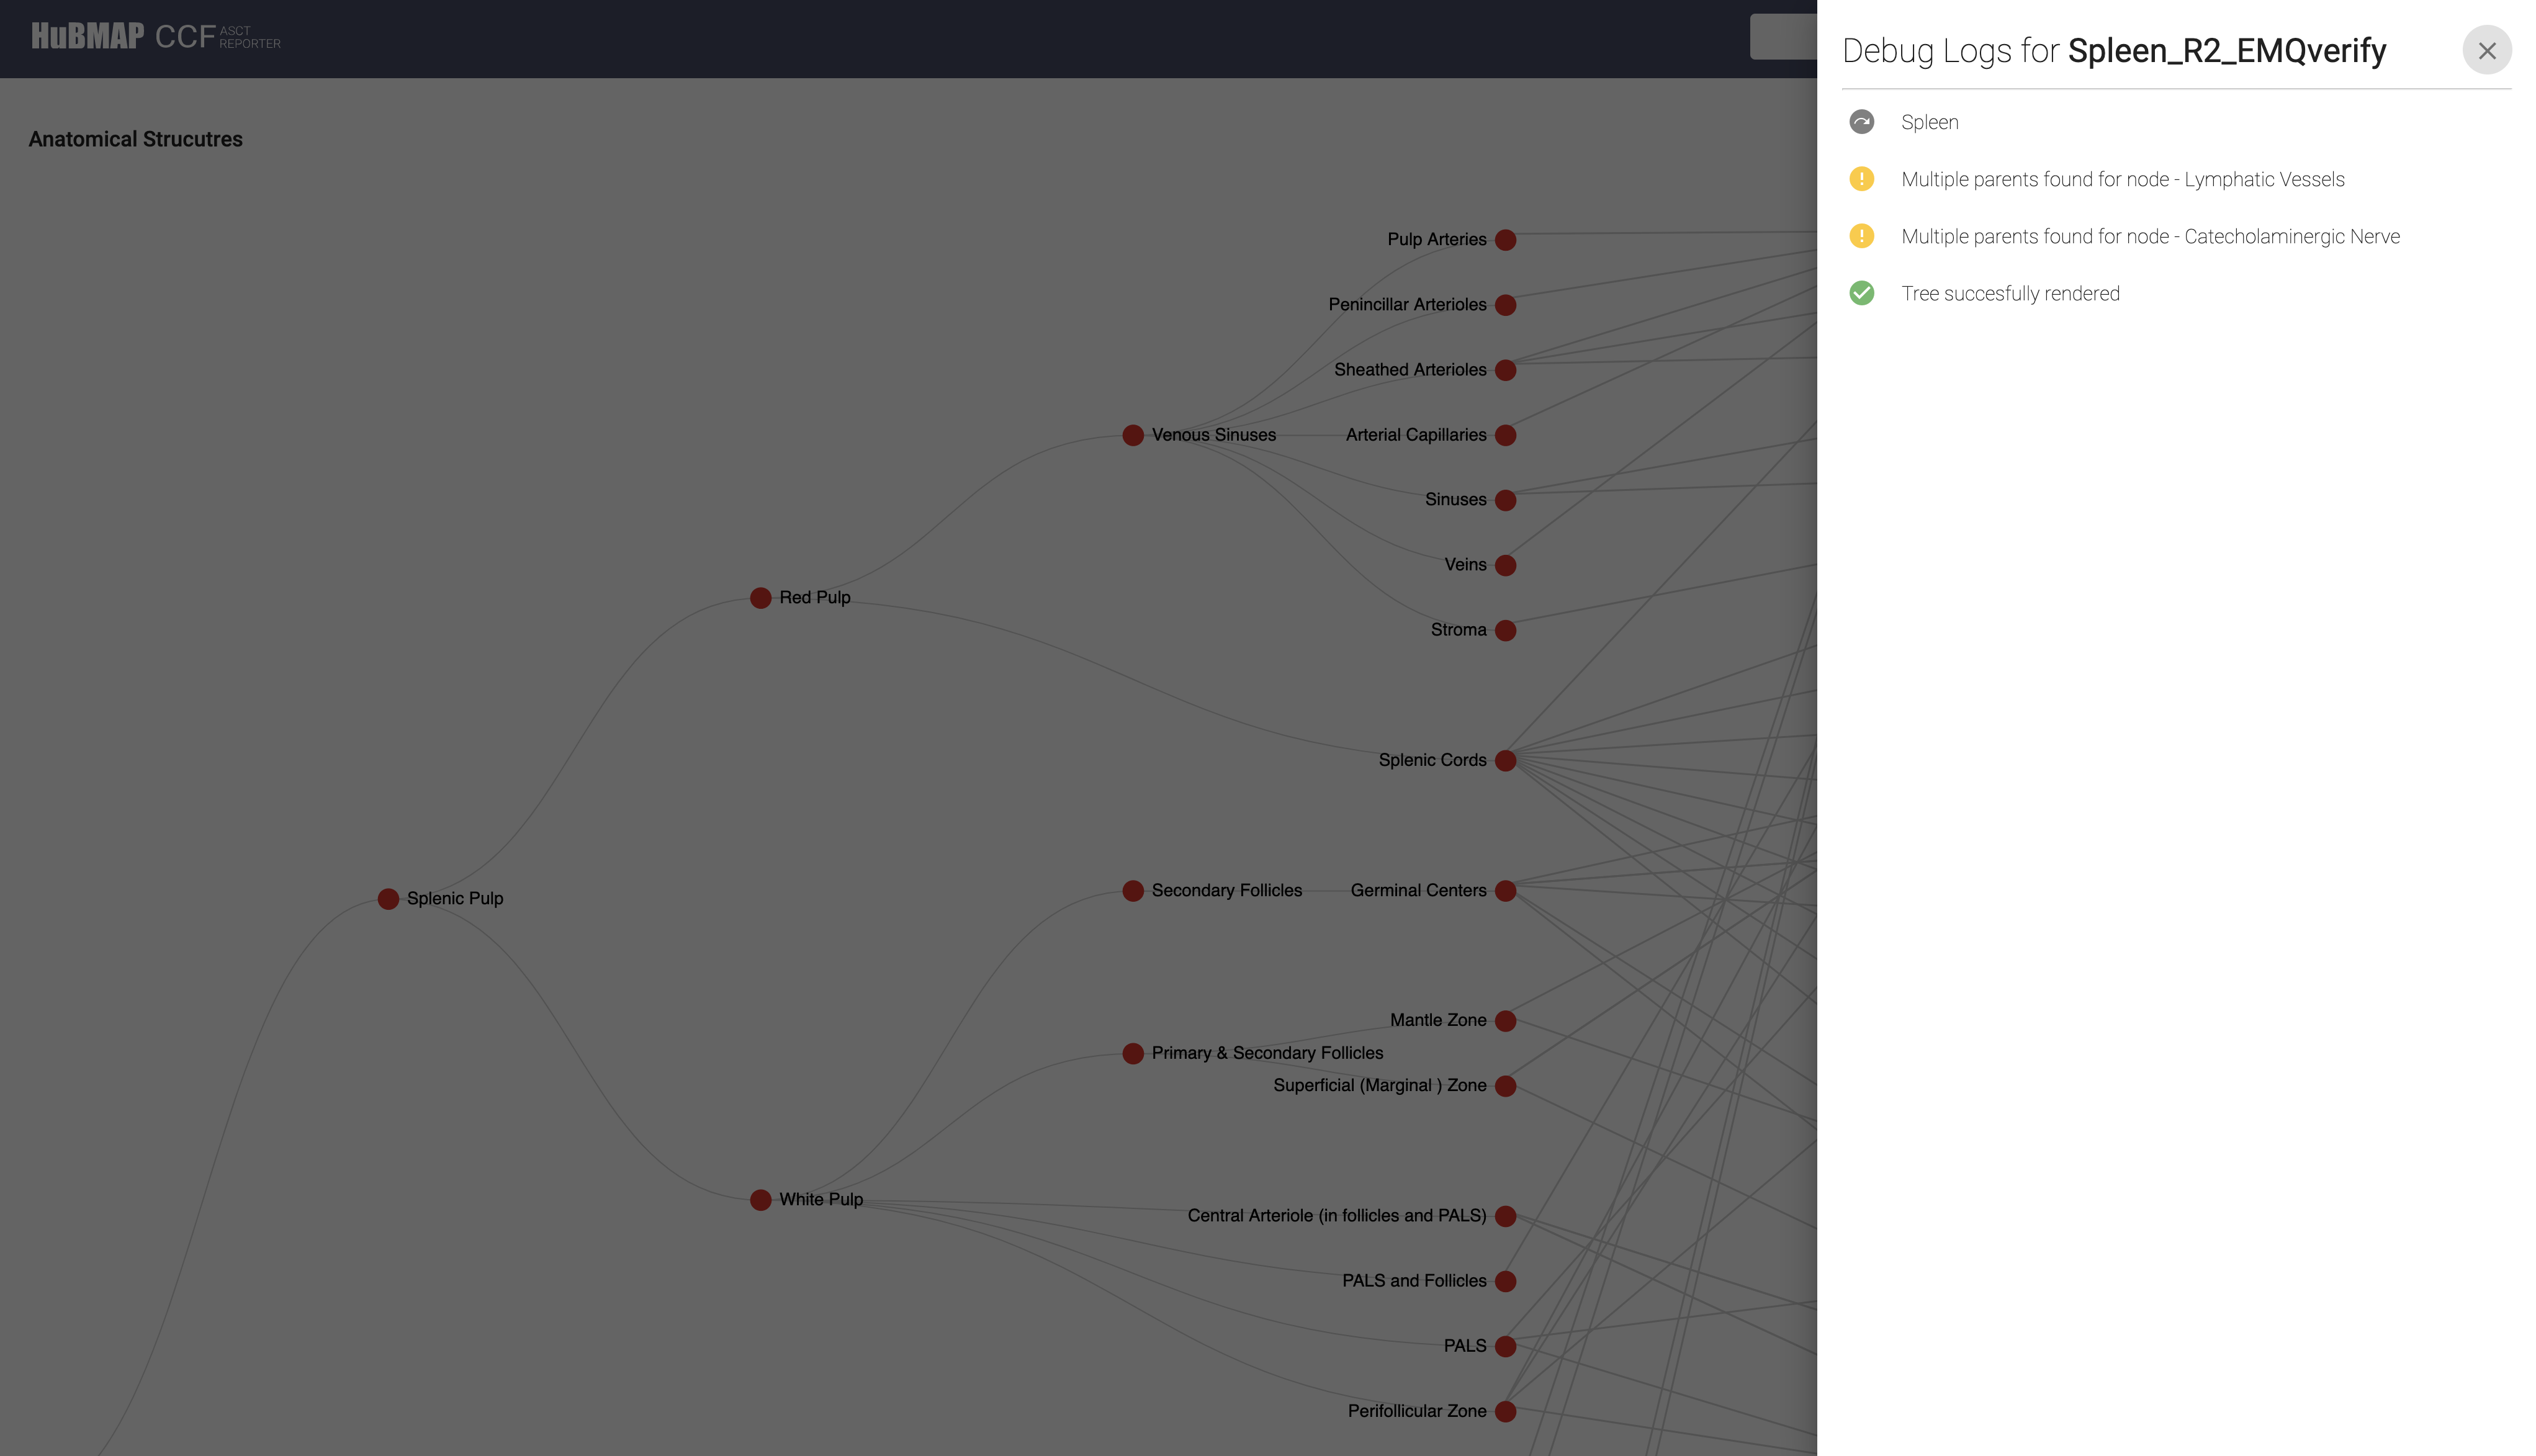 HuBMAP CCF ASCT
REPORTER
Anatomical Strucutres
Pulp Arteries
Penincillar Arterioles
Sheathed Arterioles
Venous Sinuses
Arterial Capillaries
Sinuses
Veins
Red Pulp
Stroma
Splenic Cords
Splenic Pulp
Secondary Follicles
Germinal Centers
Mantle Zone
Primary & Secondary Follicles
Superficial (Marginal ) Zone
White Pulp
Central Arteriole (in follicles and PALS)
PALS and Follicles
PALS
Perifollicular Zone
Debug Logs for Spleen_R2_EMQverify
Spleen
Multiple parents found for node - Lymphatic Vessels
Multiple parents found for node - Catecholaminergic Nerve
Tree succesfully rendered